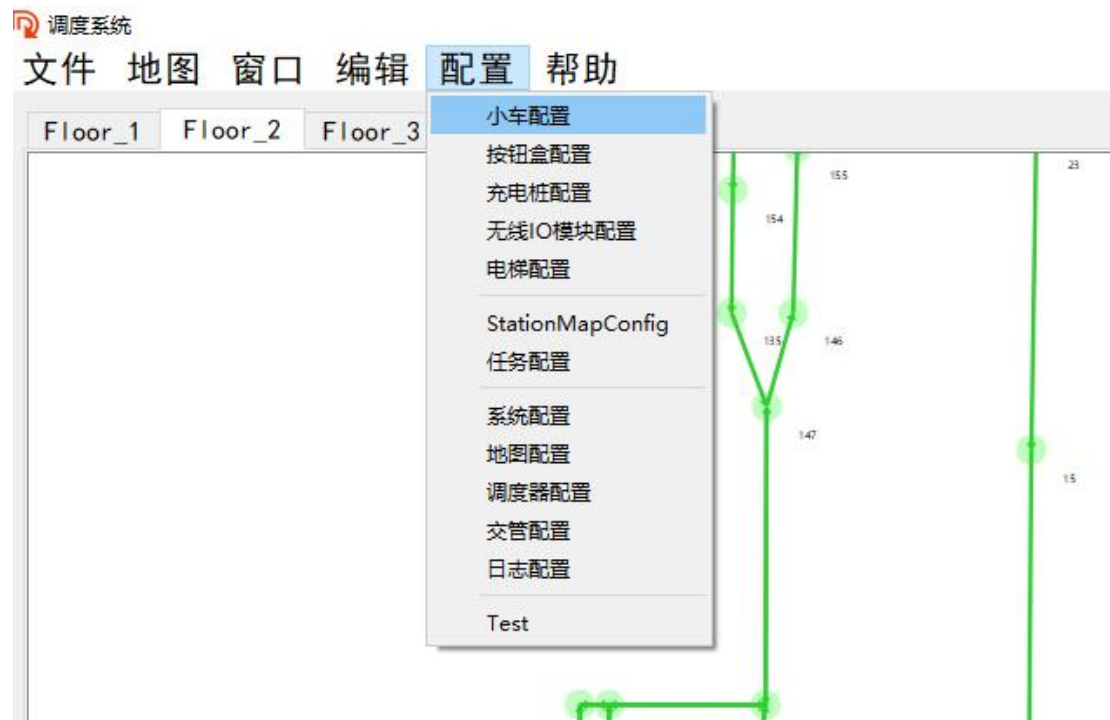 调度系统
文件 地图 窗口 编辑 配置 帮助
Floor_1 Floor_2 Floor_3
小车配置
按钮盒配置
充电桩配置
无线IO模块配置
电梯配置
StationMapConfig
任务配置
系统配置
地图配置
调度器配置
交管配置
日志配置
Test
23
155
154
135
146
147
15